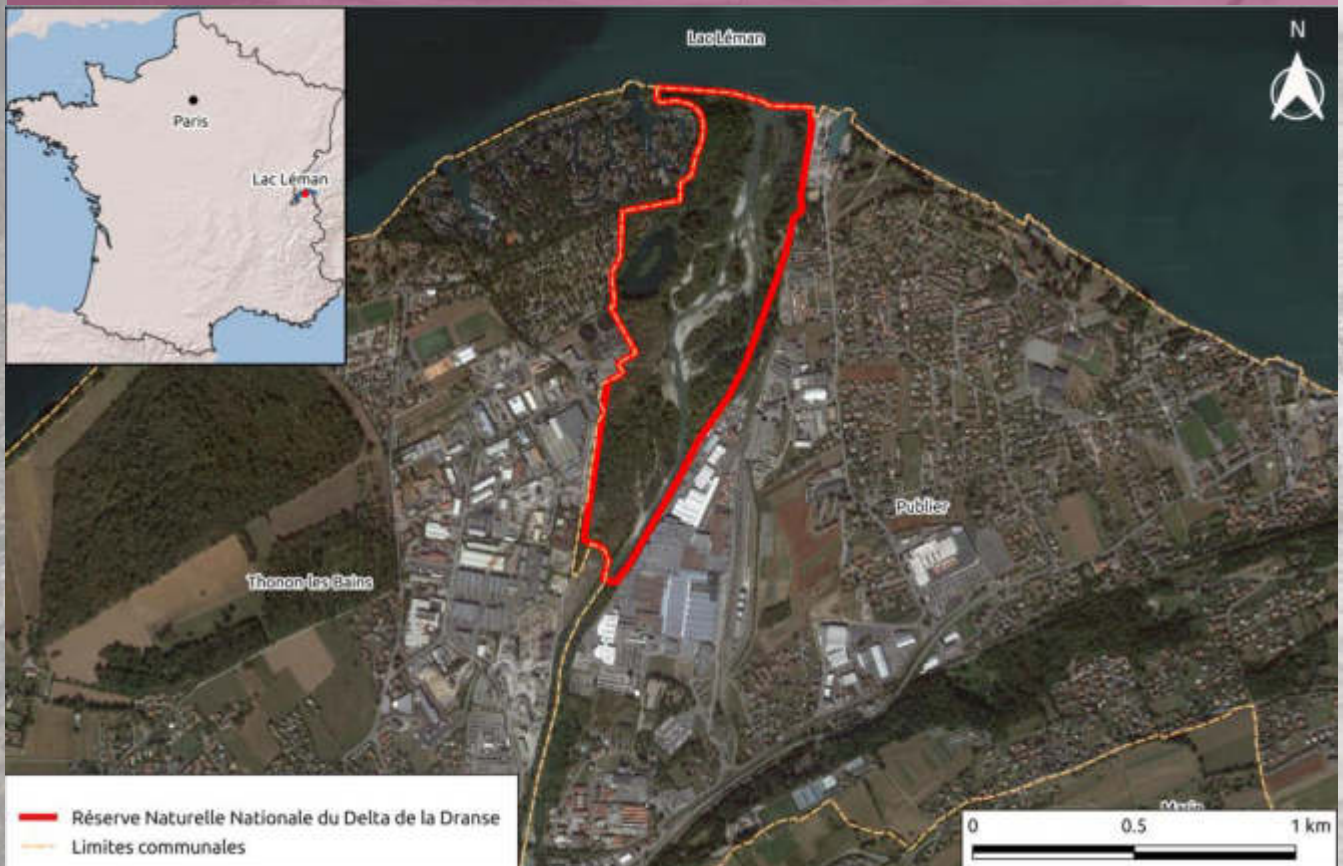 Lac Léman
N
Paris
Lac Léman
Publier
Thonon-les Bains
Marin
Réserve Naturelle Nationale du Delta de la Dranse
Limites communales
0 0.5 1 km